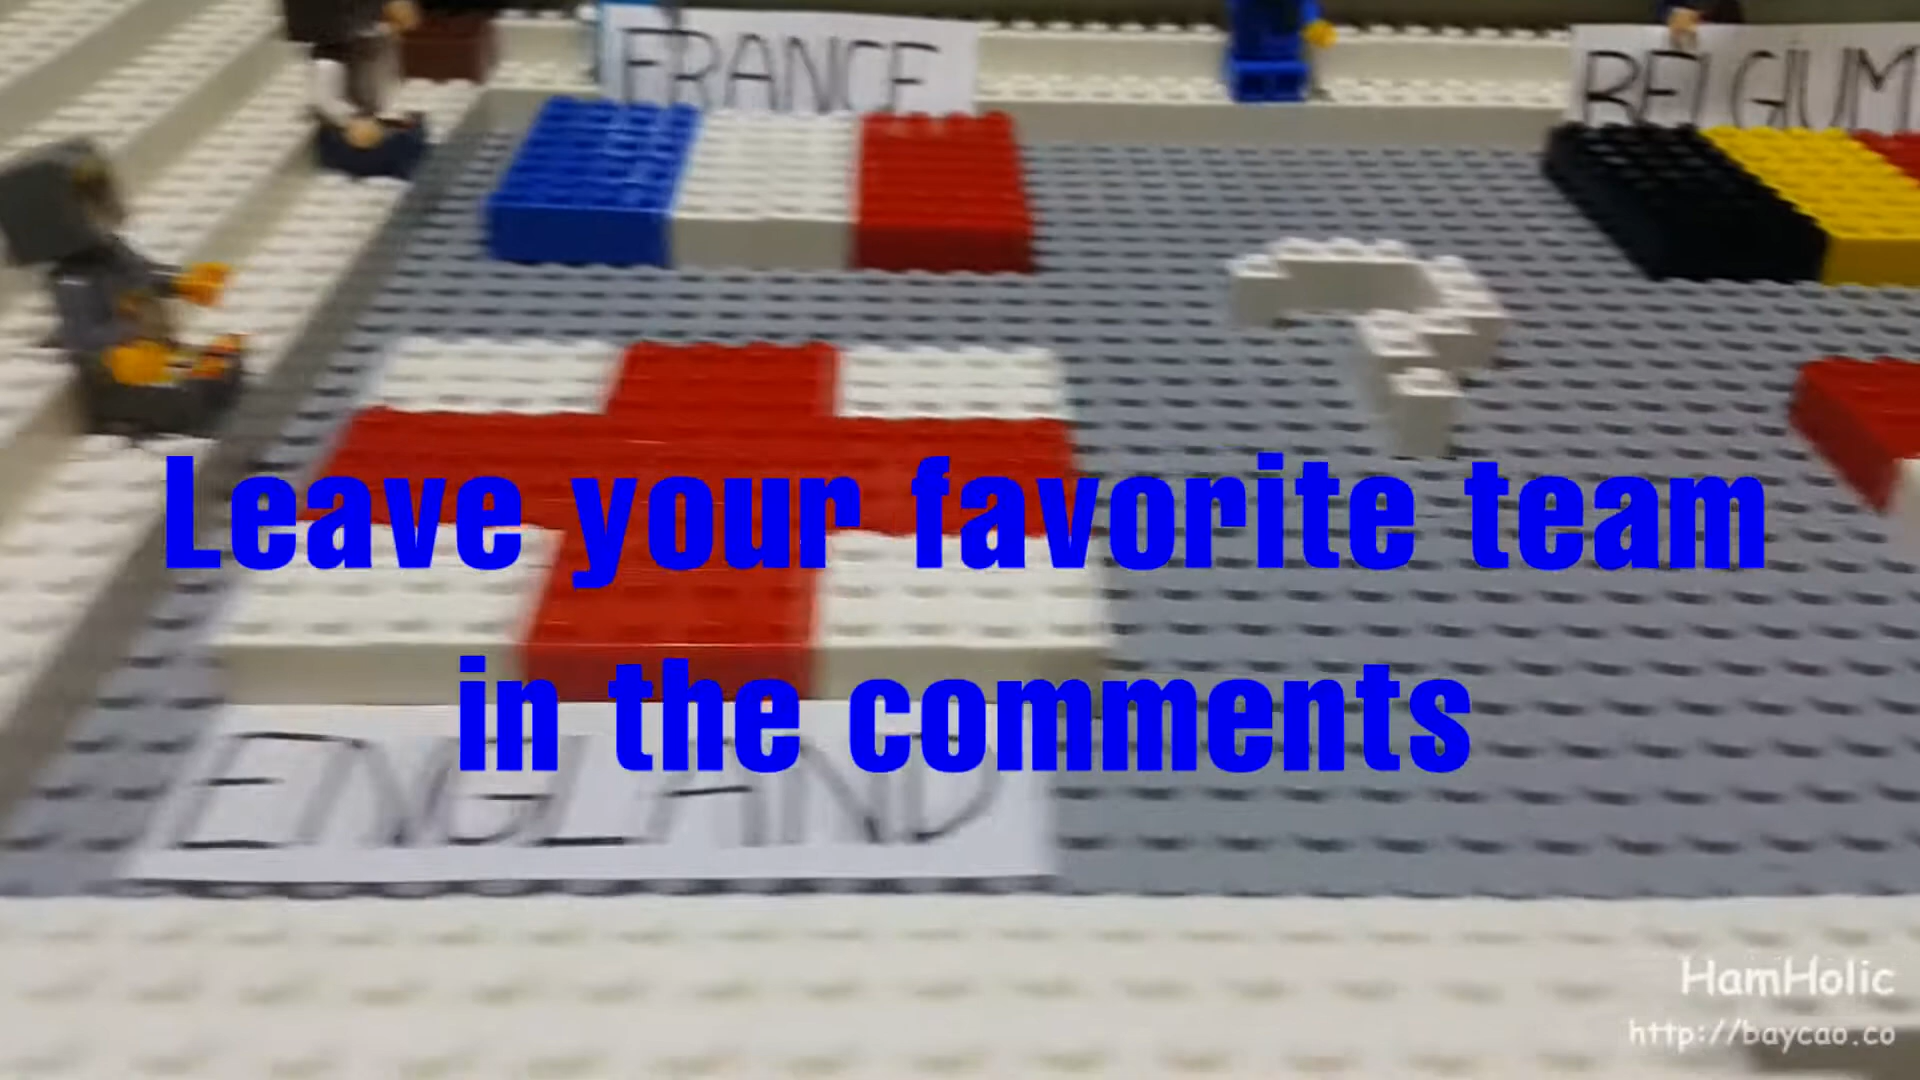 FRANCE
BELGIUM
Leave your favorite team
in the comments
ENGLAND
HamHolic
http://baycao.co